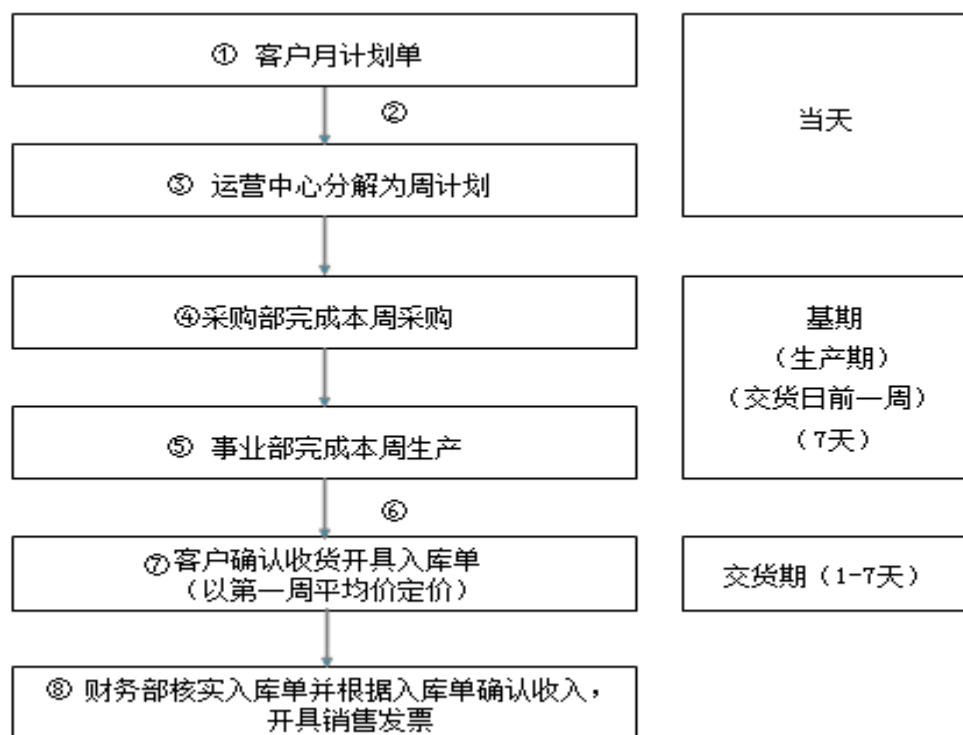 ① 客户月计划单
②
当天
③ 运营中心分解为周计划
④采购部完成本周采购
基期
（生产期）
（交货日前一周）
（7天）
⑤ 事业部完成本周生产
⑥
⑦客户确认收货开具入库单
（以第一周平均价定价）
交货期（1-7天）
⑧ 财务部核实入库单并根据入库单确认收入，
开具销售发票